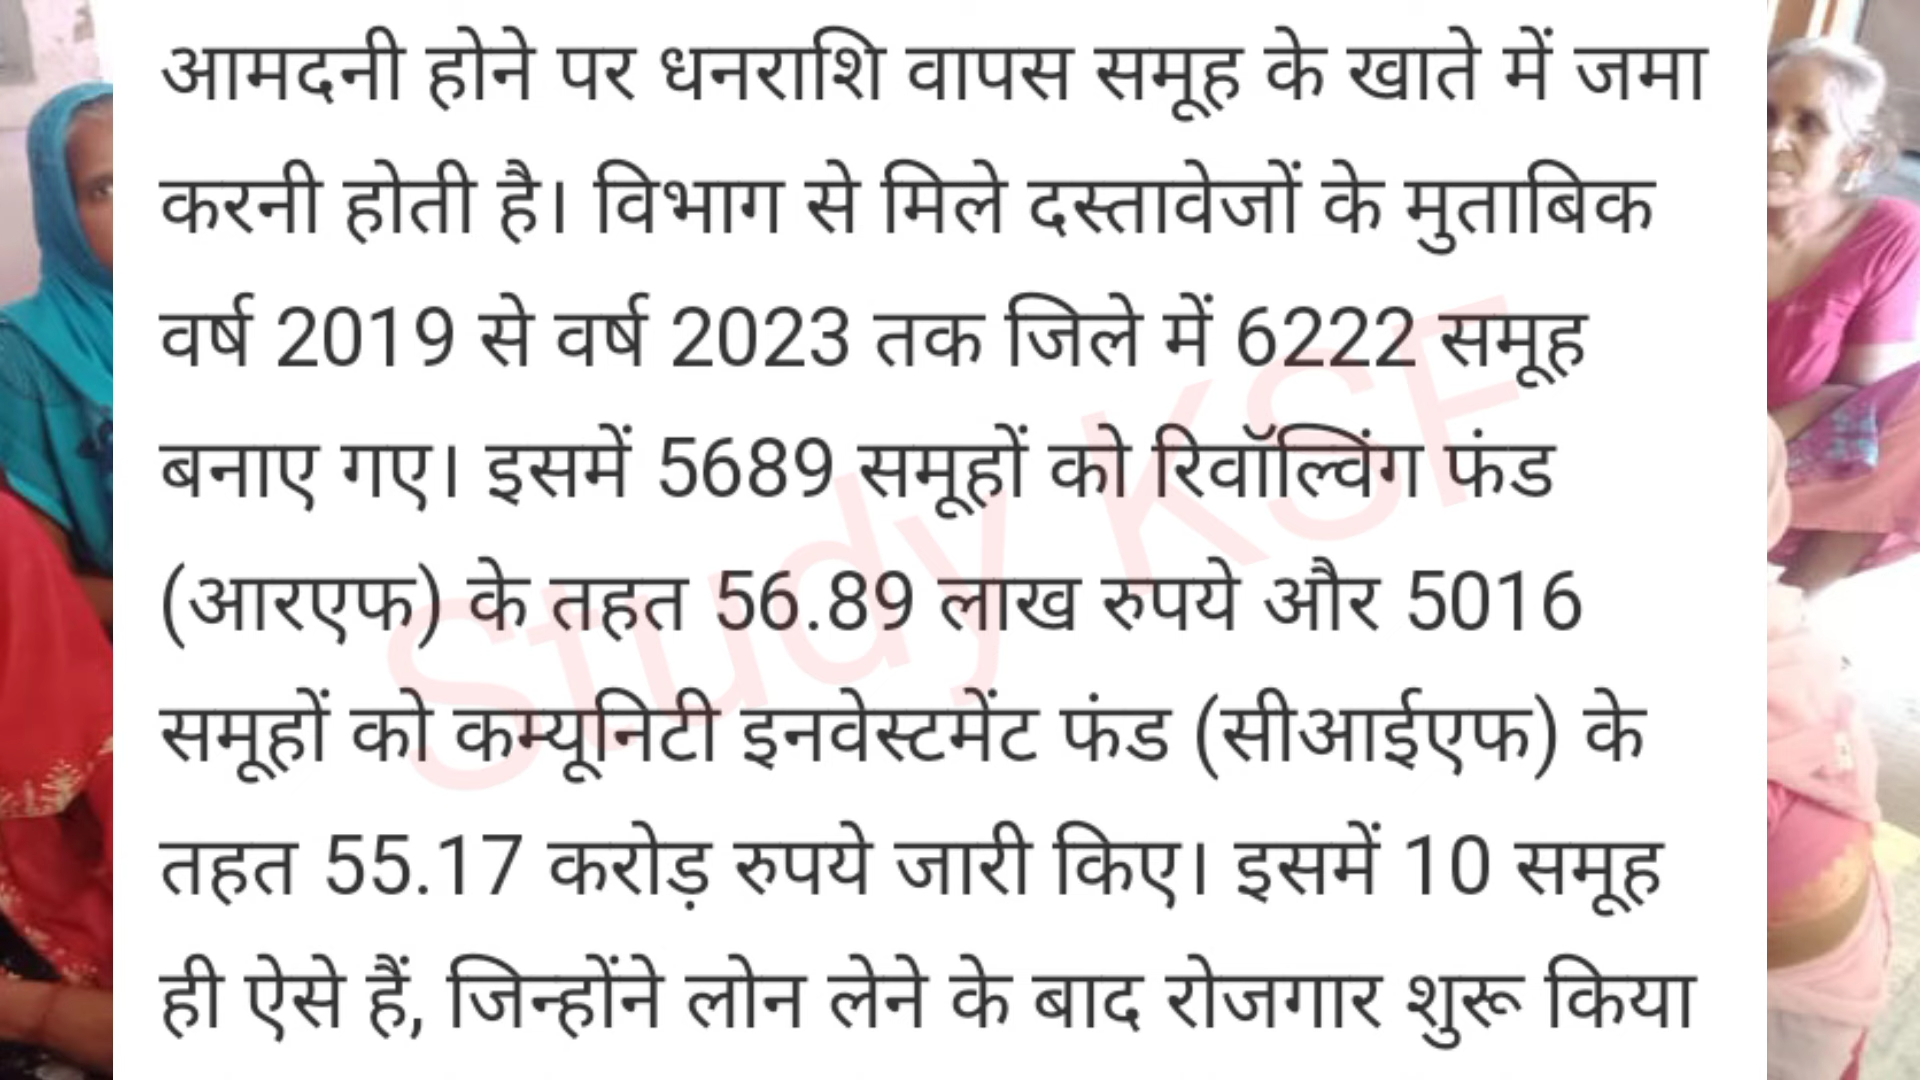 आमदनी होने पर धनराशि वापस समूह के खाते में जमा
करनी होती है। विभाग से मिले दस्तावेजों के मुताबिक
वर्ष 2019 से वर्ष 2023 तक जिले में 6222 समूह
बनाए गए। इसमें 5689 समूहों को रिवॉल्विंग फंड
(आरएफ) के तहत 56.89 लाख रुपये और 5016
समूहों को कम्यूनिटी इनवेस्टमेंट फंड (सीआईएफ) के
तहत 55.17 करोड़ रुपये जारी किए। इसमें 10 समूह
ही ऐसे हैं, जिन्होंने लोन लेने के बाद रोजगार शुरू किया
Study KSF